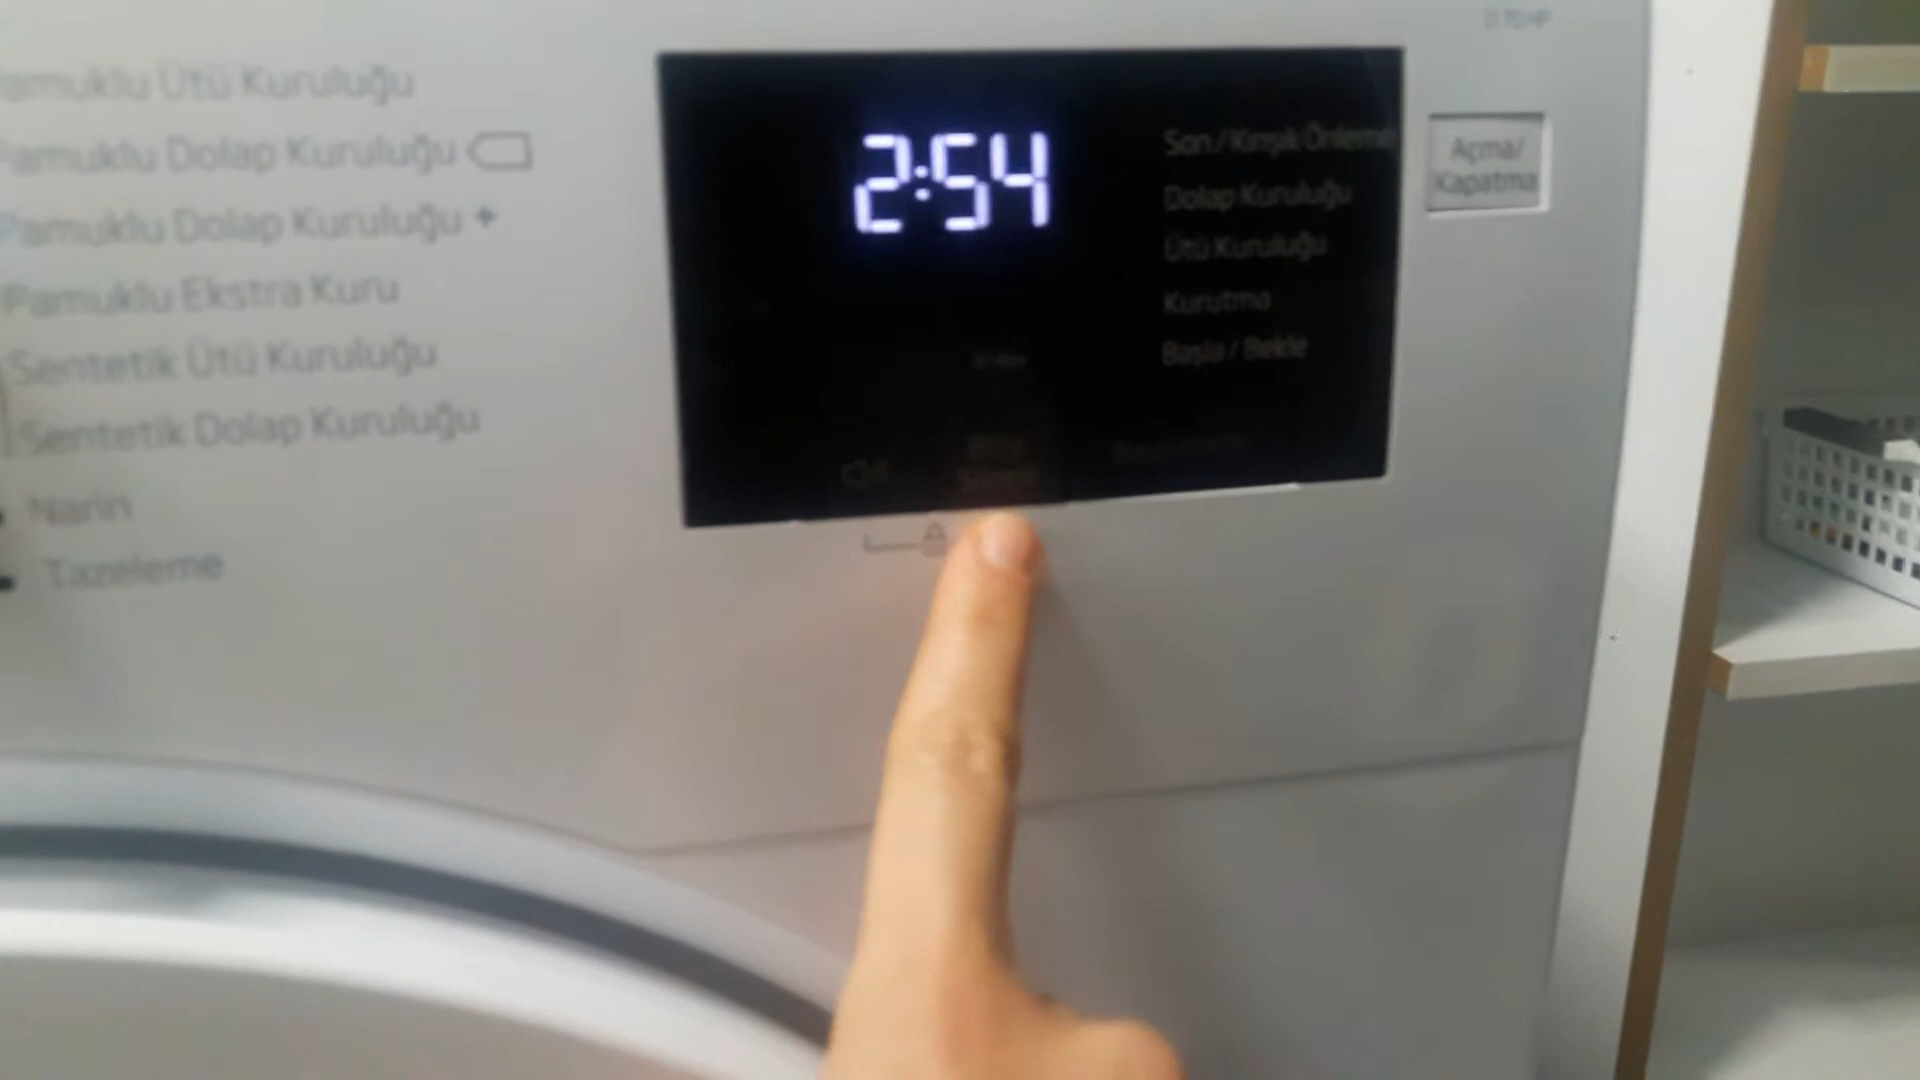 Pamuklu Ütü Kuruluğu
Pamuklu Dolap Kuruluğu
Pamuklu Dolap Kuruluğu +
Pamuklu Ekstra Kuru
Sentetik Ütü Kuruluğu
Sentetik Dolap Kuruluğu
Narin
Tazeleme
2:54
Son/Kırışık Önleme
Dolap Kuruluğu
Ütü Kuruluğu
Kurutma
Başla / Bekle
Açma/
Kapatma